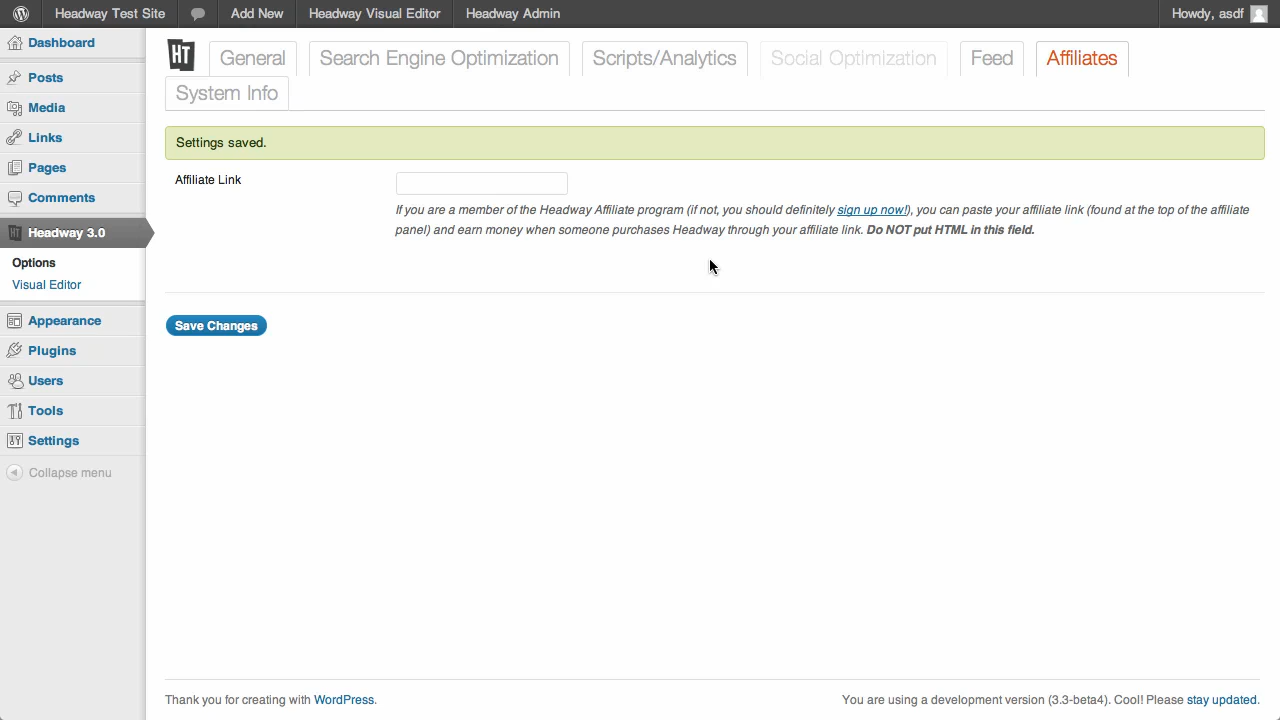 Headway Test Site Add New Headway Visual Editor Headway Admin Howdy, asdf
Dashboard
Posts
Media
Links
Pages
Comments
Headway 3.0
Options
Visual Editor
Appearance
Plugins
Users
Tools
Settings
Collapse menu
HT General Search Engine Optimization Scripts/Analytics Social Optimization Feed Affiliates
System Info
Settings saved.
Affiliate Link
If you are a member of the Headway Affiliate program (if not, you should definitely sign up now!), you can paste your affiliate link (found at the top of the affiliate
panel) and earn money when someone purchases Headway through your affiliate link. Do NOT put HTML in this field.
Save Changes
Thank you for creating with WordPress. You are using a development version (3.3-beta4). Cool! Please stay updated.